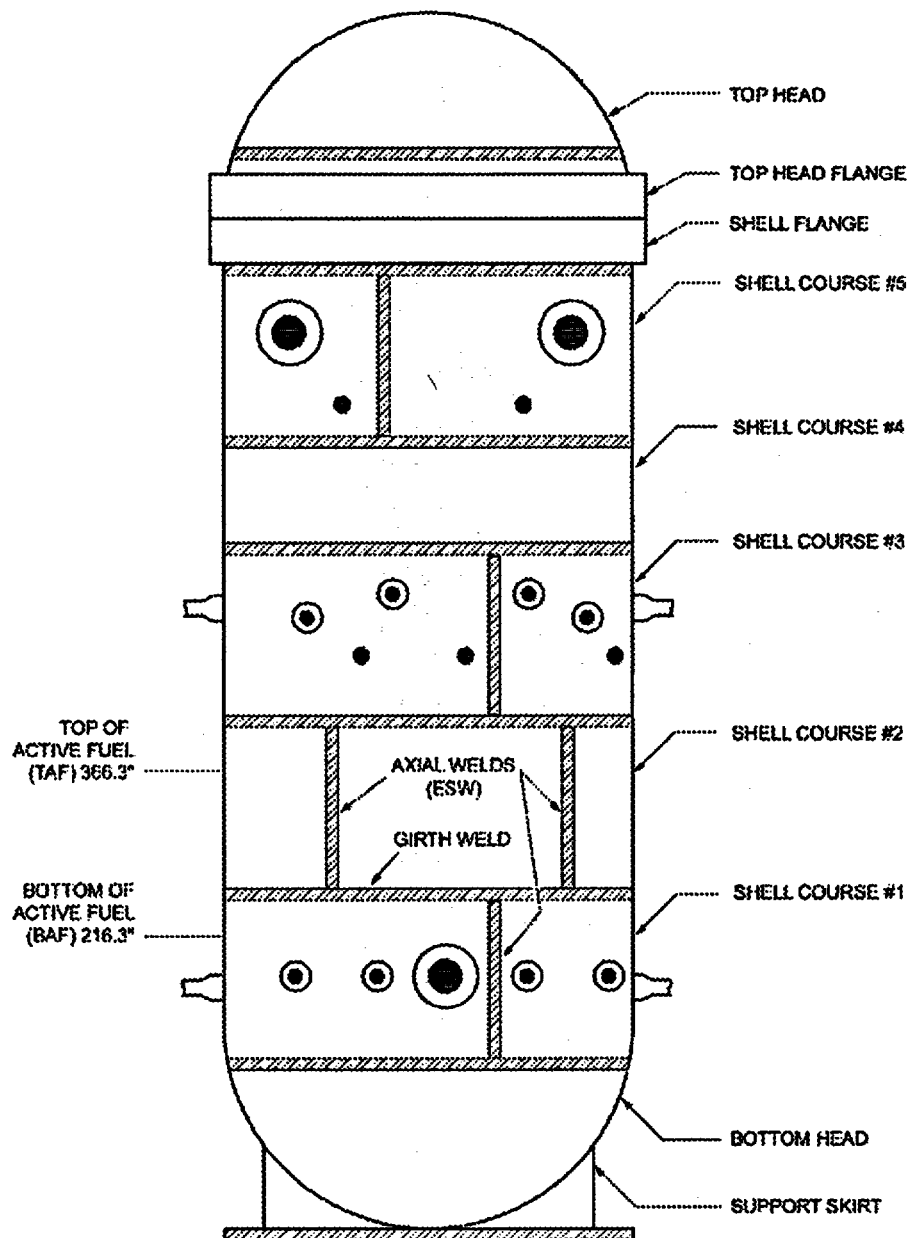 TOP HEAD
TOP HEAD FLANGE
SHELL FLANGE
SHELL COURSE #5
SHELL COURSE #4
SHELL COURSE #3
TOP OF
ACTIVE FUEL
(TAF) 366.3"
SHELL COURSE #2
AXIAL WELDS
(ESW)
GIRTH WELD
BOTTOM OF
ACTIVE FUEL
(BAF) 216.3"
SHELL COURSE #1
BOTTOM HEAD
SUPPORT SKIRT